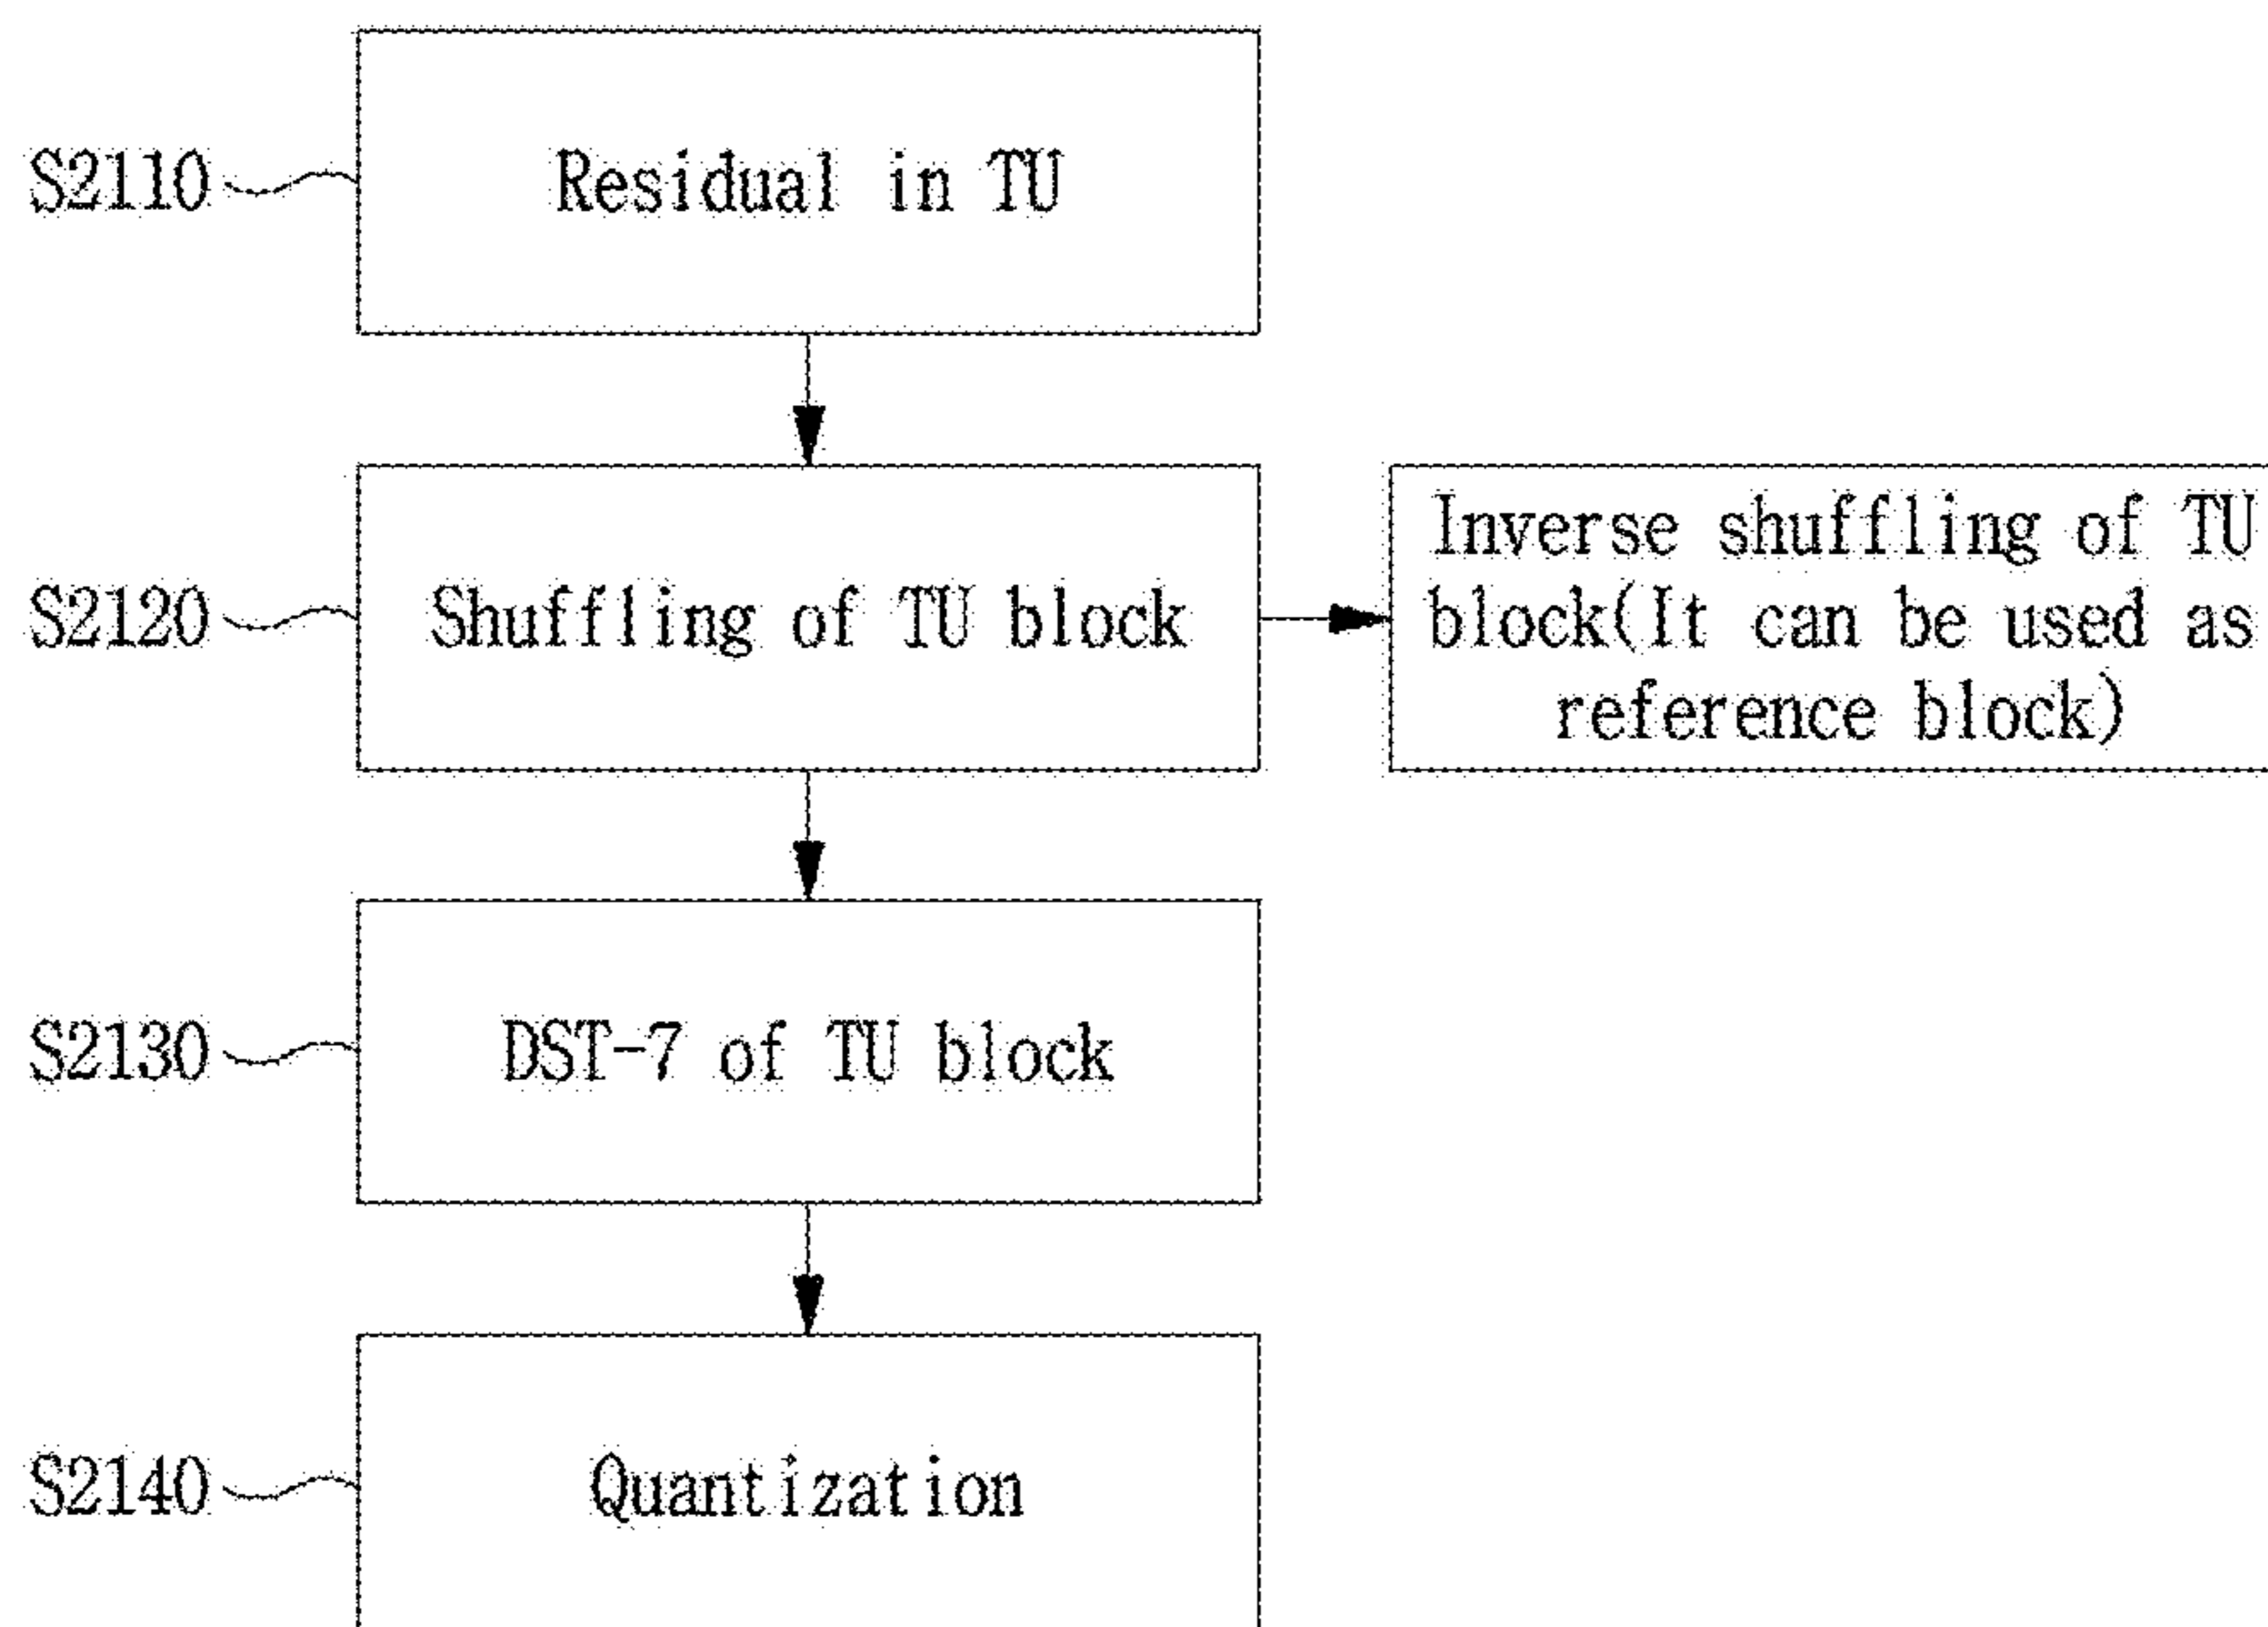 S2110
Residual in TU
S2120
Shuffling of TU block
Inverse shuffling of TU
block(It can be used as
reference block)
S2130
DST-7 of TU block
S2140
Quantization